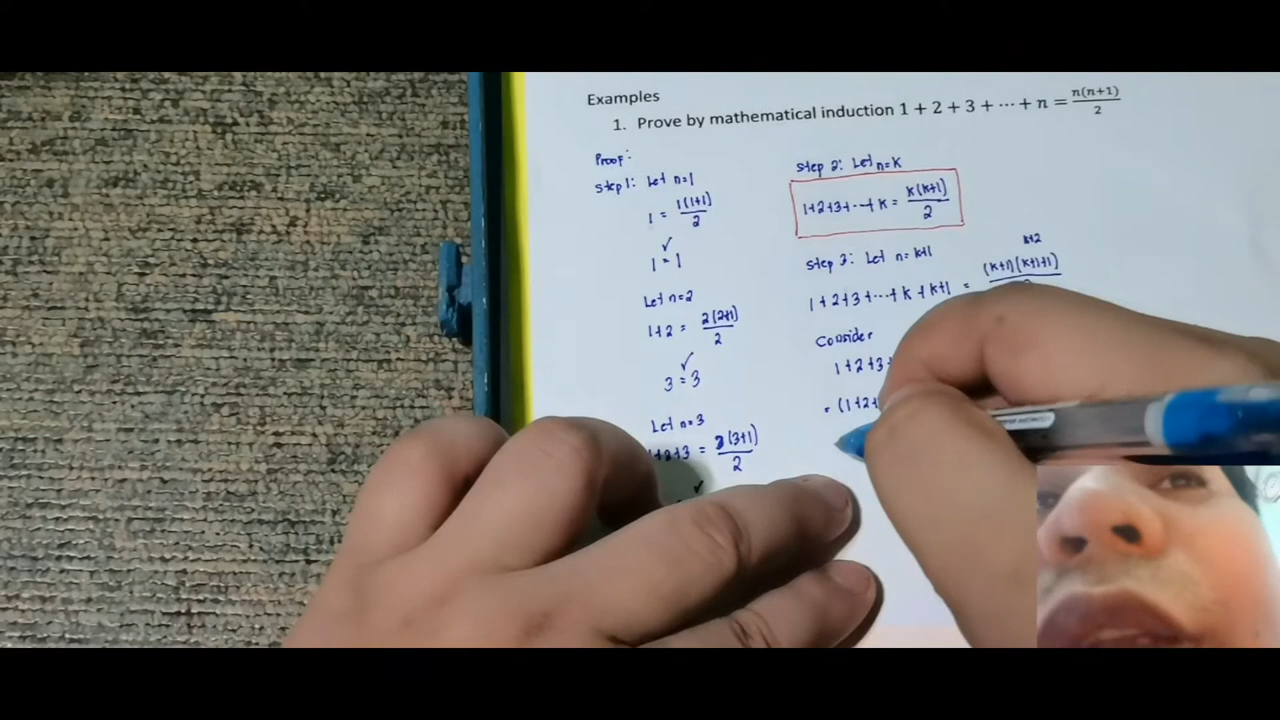 Examples
1. Prove by mathematical induction 1 + 2 + 3 + ⋯ + n = n(n+1)/2
Proof:
Step 1: Let n=1
1 = 1(1+1)/2
✓
1 = 1
Let n=2
1+2 = 2(2+1)/2
✓
3 = 3
Let n=3
1+2+3 = 3(3+1)/2
✓
Step 2: Let n=k
1+2+3+⋯+k = k(k+1)/2
Step 3: Let n=k+1
k+2
1+2+3+⋯+k+k+1 = (k+1)(k+1+1)
Consider
1+2+3
= (1+2+